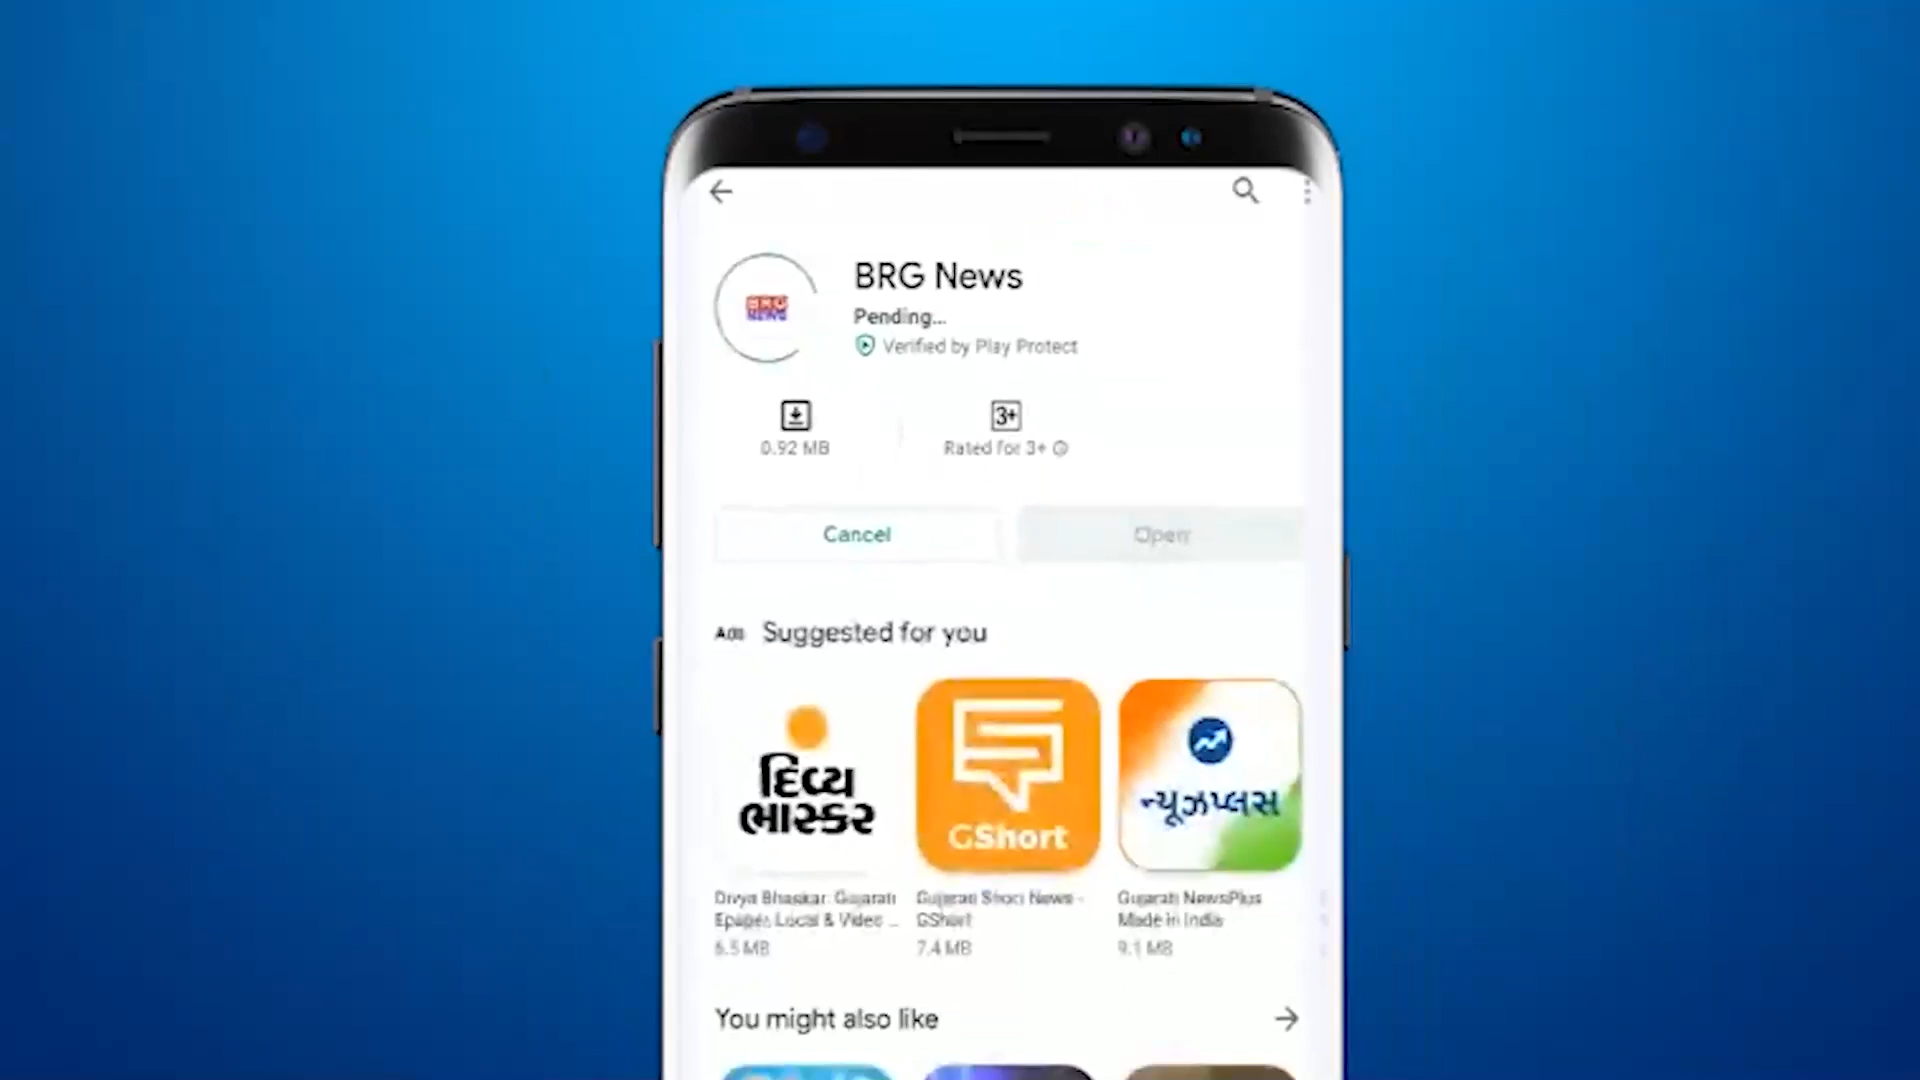 BRG News
BRG
NEWS
Pending...
Verified by Play Protect
3+
0.92 MB
Rated for 3+
Cancel
Open
Ads Suggested for you
દિવ્ય
ભાસ્કર
GShort
ન્યૂઝપ્લસ
Divya Bhaskar: Gujarati
Epaper, Local & Video ...
6.5 MB
Gujarati Short News -
GShort
7.4 MB
Gujarati NewsPlus
Made in India
9.1 MB
You might also like